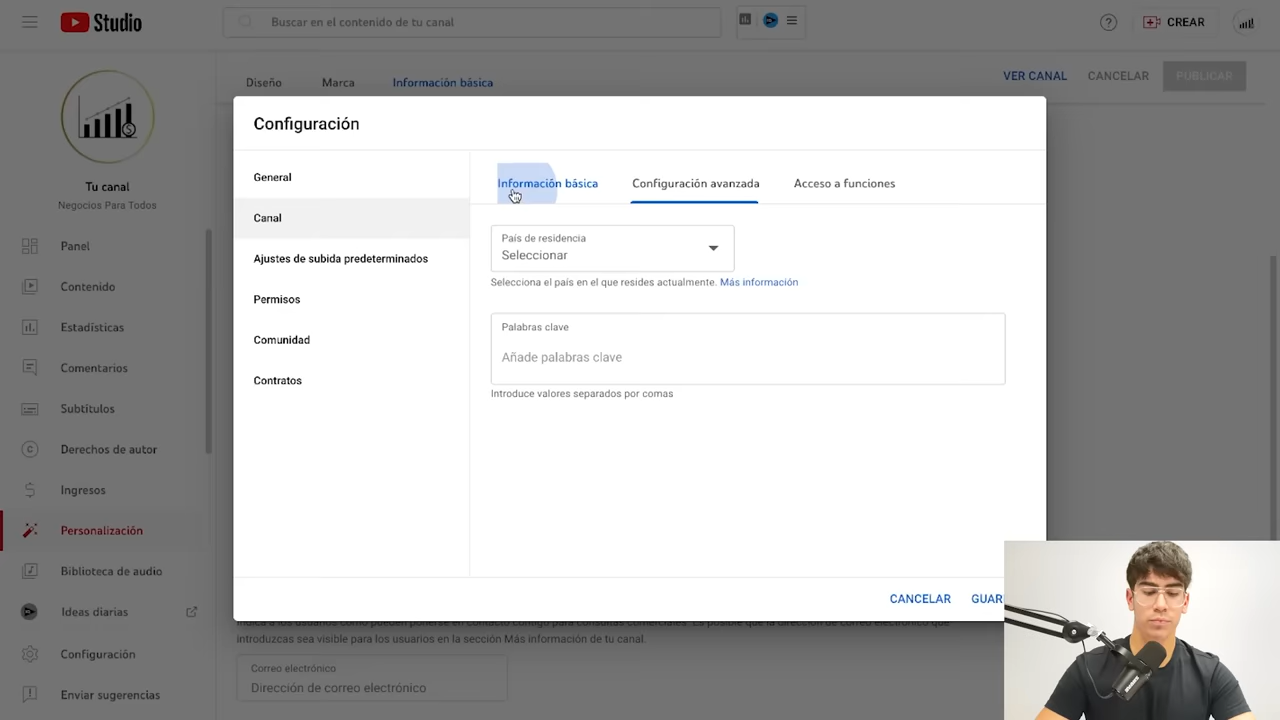 Studio
Buscar en el contenido de tu canal
CREAR
Diseño
Marca
Información básica
VER CANAL
CANCELAR
PUBLICAR
Tu canal
Negocios Para Todos
Panel
Contenido
Estadísticas
Comentarios
Subtítulos
Derechos de autor
Ingresos
Personalización
Biblioteca de audio
Ideas diarias
Configuración
Enviar sugerencias
Configuración
General
Canal
Ajustes de subida predeterminados
Permisos
Comunidad
Contratos
Información básica
Configuración avanzada
Acceso a funciones
País de residencia
Seleccionar
Selecciona el país en el que resides actualmente. Más información
Palabras clave
Añade palabras clave
Introduce valores separados por comas
CANCELAR
GUAR
introduzcas sea visible para los usuarios en la sección Más información de tu canal.
Correo electrónico
Dirección de correo electrónico